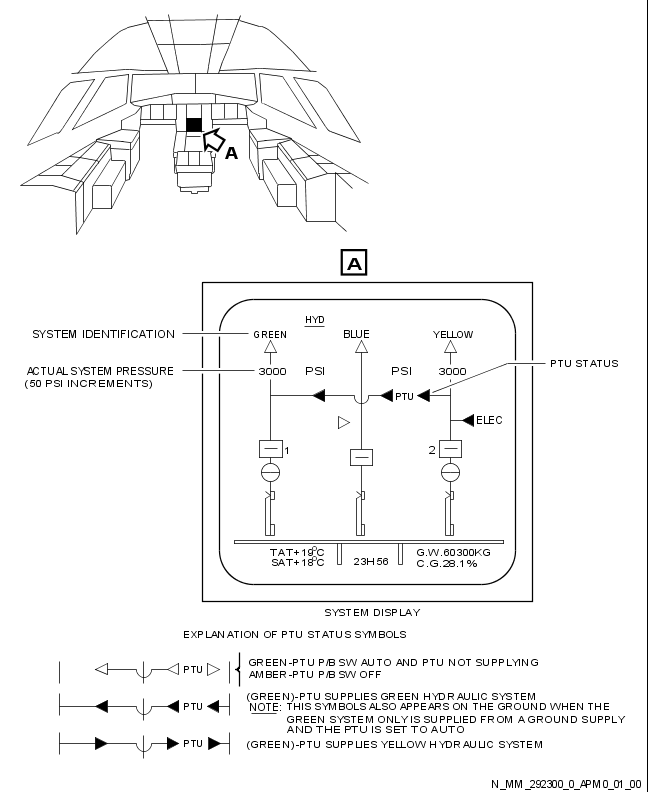 A
A
HYD
SYSTEM IDENTIFICATION
GREEN
BLUE
YELLOW
ACTUAL SYSTEM PRESSURE
(50 PSI INCREMENTS)
3000 PSI PSI 3000
PTU STATUS
PTU
ELEC
1
2
TAT+19°C
SAT+18°C
23H56
G.W.60300KG
C.G.28.1%
SYSTEM DISPLAY
EXPLANATION OF PTU STATUS SYMBOLS
PTU
GREEN-PTU P/BSW AUTO AND PTU NOT SUPPLYING
AMBER-PTU P/BSW OFF
PTU
(GREEN)-PTU SUPPLIES GREEN HYDRAULIC SYSTEM
NOTE: THIS SYMBOLS ALSO APPEARS ON THE GROUND WHEN THE
GREEN SYSTEM ONLY IS SUPPLIED FROM A GROUND SUPPLY
AND THE PTU IS SET TO AUTO
PTU
(GREEN)-PTU SUPPLIES YELLOW HYDRAULIC SYSTEM
N_MM_292300_0_APM0_01_00